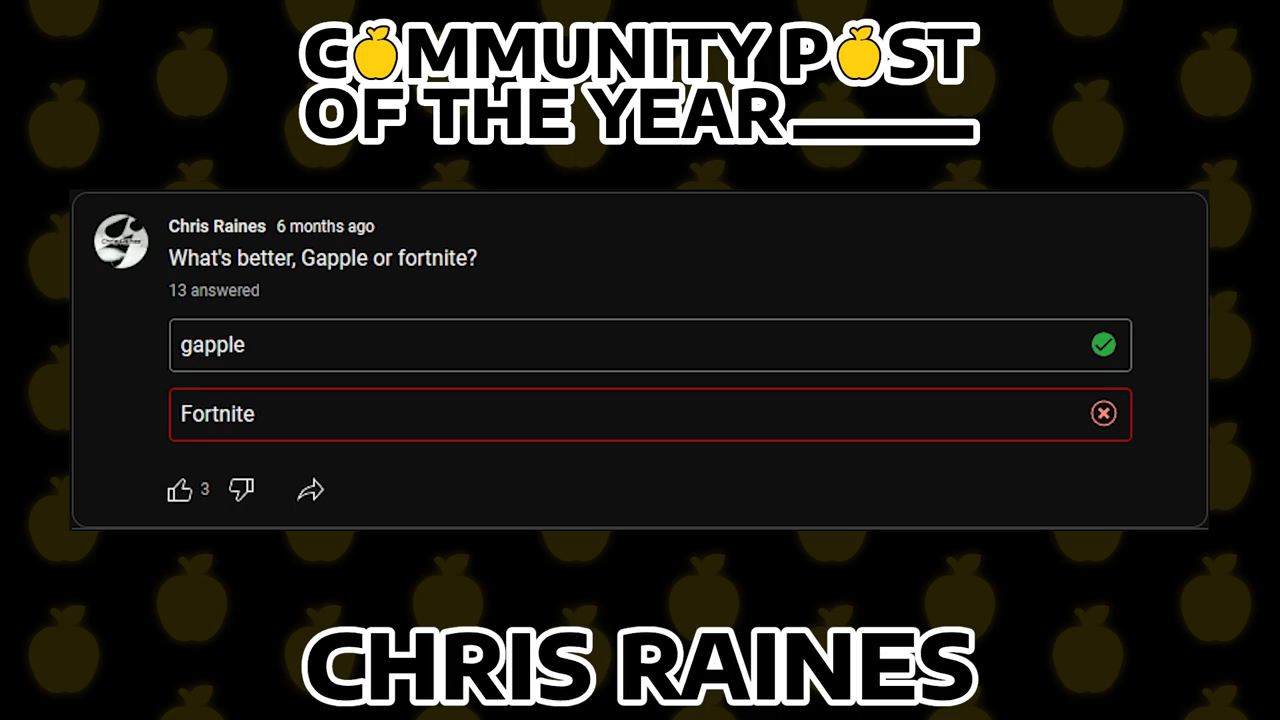 COMMUNITY POST
OF THE YEAR
Chris Raines 6 months ago
What's better, Gapple or fortnite?
13 answered
gapple
Fortnite
3
CHRIS RAINES